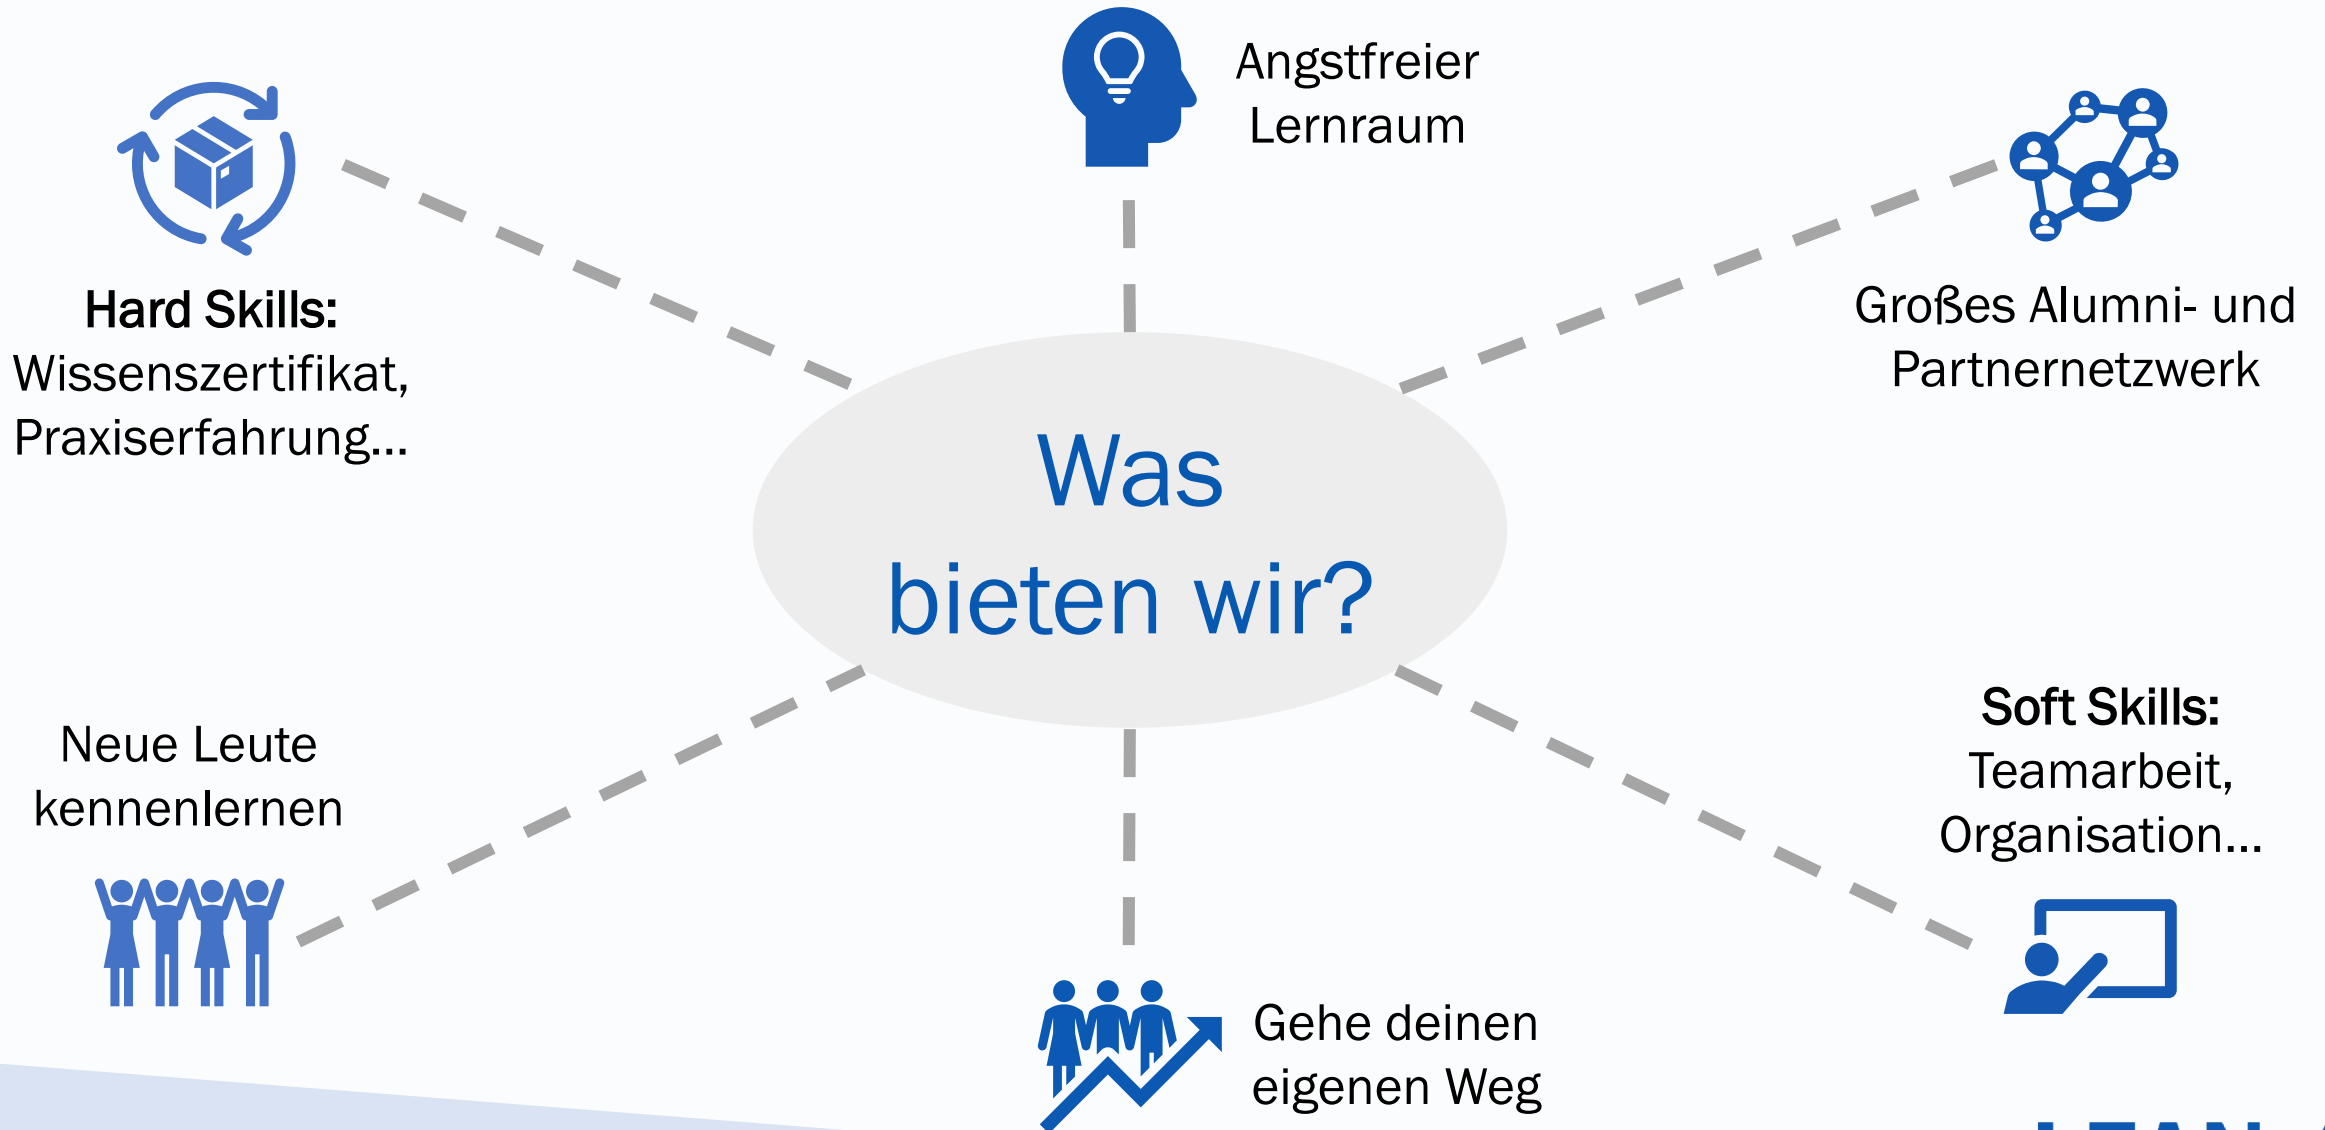 Angstfreier
Lernraum
Hard Skills:
Wissenszertifikat,
Praxiserfahrung...
Großes Alumni- und
Partnernetzwerk
Was
bieten wir?
Neue Leute
kennenlernen
Soft Skills:
Teamarbeit,
Organisation...
Gehe deinen
eigenen Weg